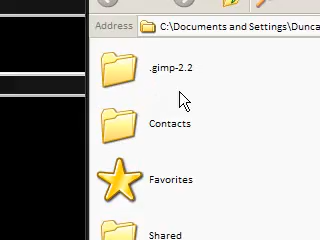 Address C:\Documents and Settings\Dunca
.gimp-2.2
Contacts
Favorites
Shared